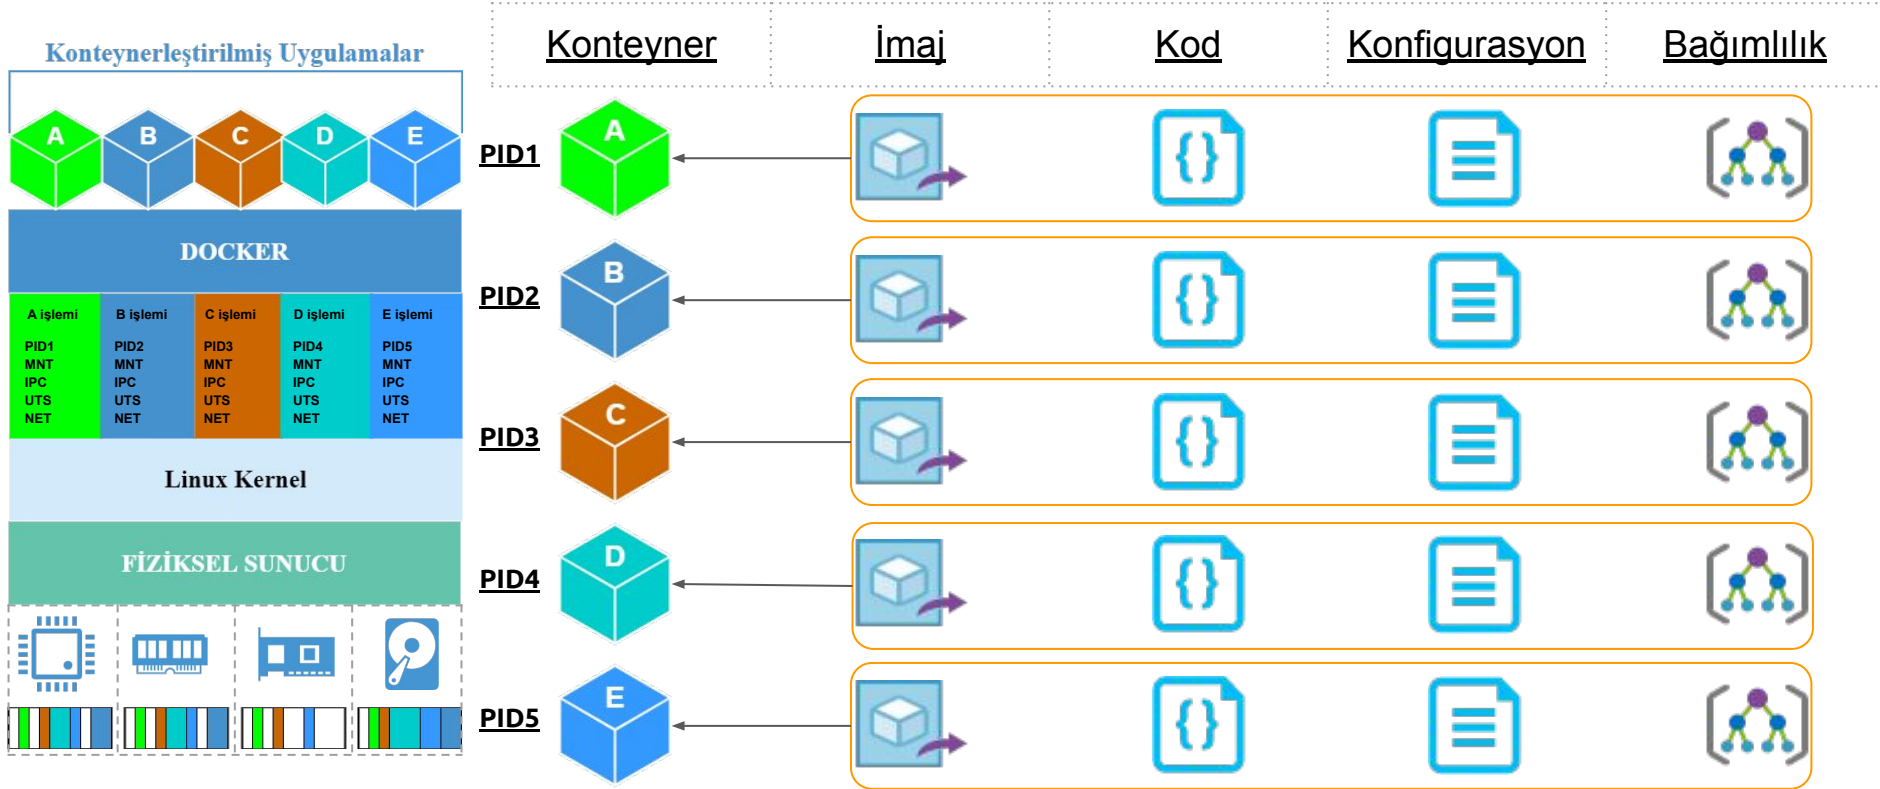 Konteynerleştirilmiş Uygulamalar
A B C D E
DOCKER
A işlemi B işlemi C işlemi D işlemi E işlemi
PID1 PID2 PID3 PID4 PID5
MNT MNT MNT MNT MNT
IPC IPC IPC IPC IPC
UTS UTS UTS UTS UTS
NET NET NET NET NET
Linux Kernel
FİZİKSEL SUNUCU
Konteyner İmaj Kod Konfigurasyon Bağımlılık
PID1 A
PID2 B
PID3 C
PID4 D
PID5 E